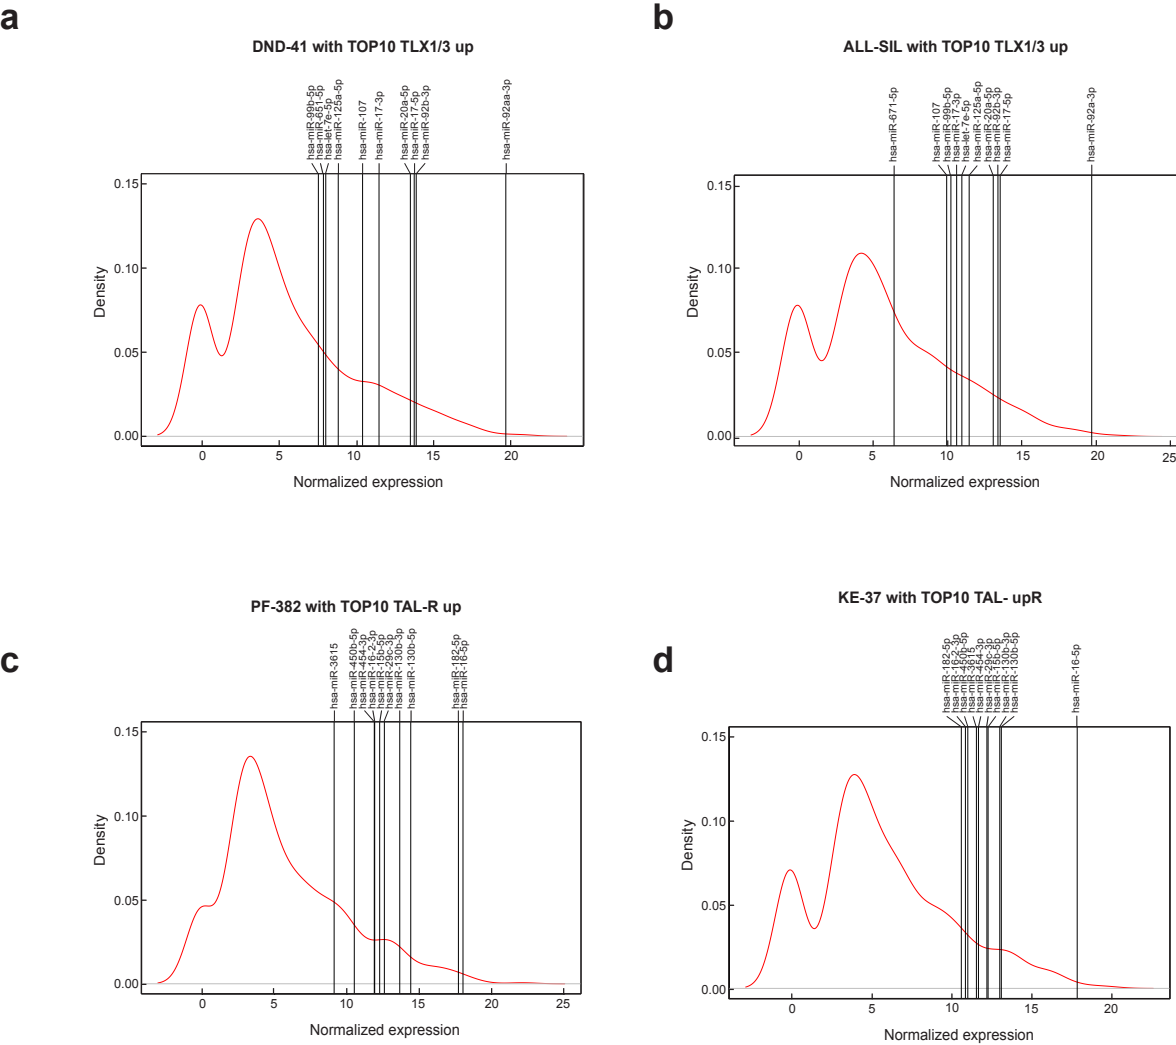 a
DND-41 with TOP10 TLX1/3 up
hsa-miR-99b-5p
hsa-miR-651-5p
hsa-let-7e-5p
hsa-miR-125a-5p
hsa-miR-107
hsa-miR-17-3p
hsa-miR-20a-5p
hsa-miR-17-5p
hsa-miR-92b-3p
hsa-miR-92aa-3p
0.15
0.10
0.05
0.00
Density
0 5 10 15 20
Normalized expression
b
ALL-SIL with TOP10 TLX1/3 up
hsa-miR-671-5p
hsa-miR-107
hsa-miR-99b-5p
hsa-miR-17-3p
hsa-let-7e-5p
hsa-miR-125a-5p
hsa-miR-20a-5p
hsa-miR-92b-3p
hsa-miR-17-5p
hsa-miR-92a-3p
0.15
0.10
0.05
0.00
Density
0 5 10 15 20 25
Normalized expression
c
PF-382 with TOP10 TAL-R up
hsa-miR-3615
hsa-miR-450b-5p
hsa-miR-454-3p
hsa-miR-16-2-3p
hsa-miR-15b-5p
hsa-miR-29c-3p
hsa-miR-130b-3p
hsa-miR-130b-5p
hsa-miR-182-5p
hsa-miR-16-5p
0.15
0.10
0.05
0.00
Density
0 5 10 15 20 25
Normalized expression
d
KE-37 with TOP10 TAL- upR
hsa-miR-182-5p
hsa-miR-16-2-3p
hsa-miR-450b-5p
hsa-miR-3615
hsa-miR-454-3p
hsa-miR-29c-3p
hsa-miR-15b-5p
hsa-miR-130b-3p
hsa-miR-130b-5p
hsa-miR-16-5p
0.15
0.10
0.05
0.00
Density
0 5 10 15 20
Normalized expression